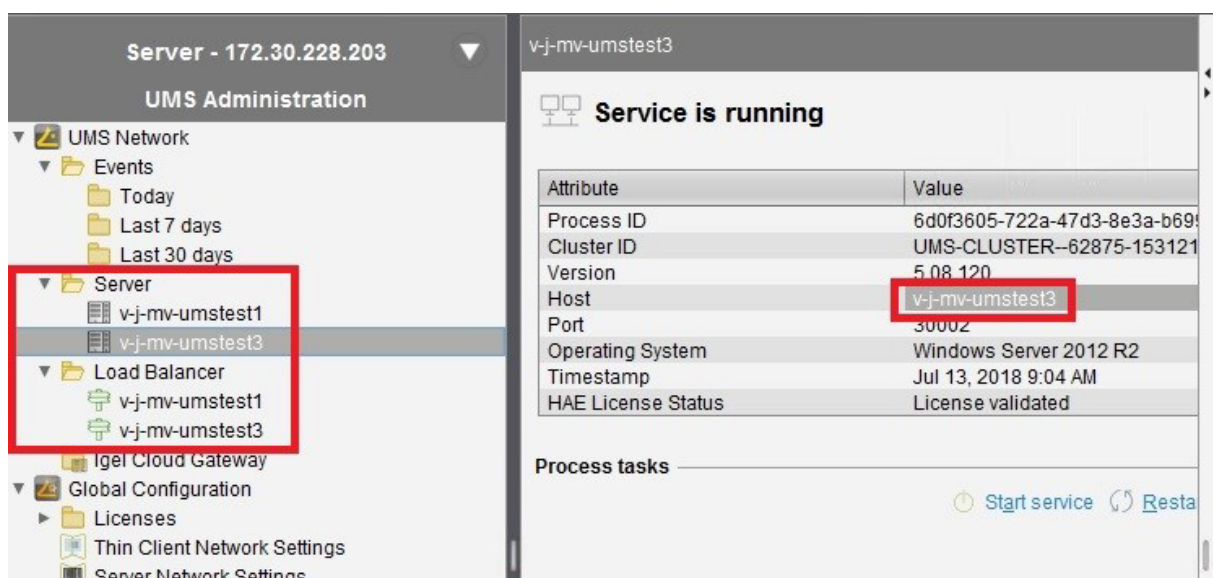 Server - 172.30.228.203
UMS Administration
UMS Network
Events
Today
Last 7 days
Last 30 days
Server
v-j-mv-umstest1
v-j-mv-umstest3
Load Balancer
v-j-mv-umstest1
v-j-mv-umstest3
Igel Cloud Gateway
Global Configuration
Licenses
Thin Client Network Settings
Server Network Settings
v-j-mv-umstest3
Service is running
Attribute Value
Process ID 6d0f3605-722a-47d3-8e3a-b699
Cluster ID UMS-CLUSTER--62875-153121
Version 5.08.120
Host v-j-mv-umstest3
Port 30002
Operating System Windows Server 2012 R2
Timestamp Jul 13, 2018 9:04 AM
HAE License Status License validated
Process tasks
Start service Resta